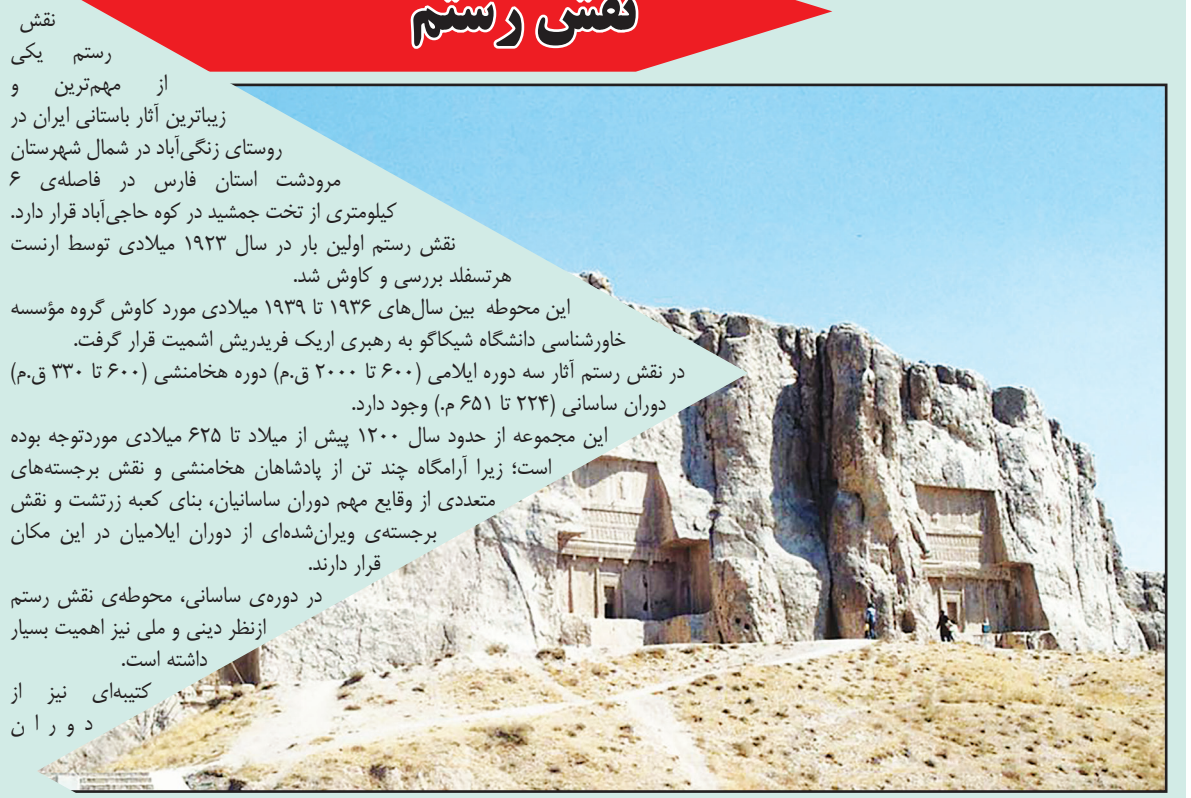 نقش رستم
نقش
رستم یکی
از مهم‌ترین و
زیباترین آثار باستانی ایران در
روستای زنگی‌آباد در شمال شهرستان
مرودشت استان فارس در فاصله‌ی ۶
کیلومتری از تخت جمشید در کوه حاجی‌آباد قرار دارد.
نقش رستم اولین بار در سال ۱۹۲۳ میلادی توسط ارنست
هرتسفلد بررسی و کاوش شد.
این محوطه بین سال‌های ۱۹۳۶ تا ۱۹۳۹ میلادی مورد کاوش گروه مؤسسه
خاورشناسی دانشگاه شیکاگو به رهبری اریک فریدریش اشمیت قرار گرفت.
در نقش رستم آثار سه دوره ایلامی (۶۰۰ تا ۲۰۰۰ ق.م) دوره هخامنشی (۶۰۰ تا ۳۳۰ ق.م)
دوران ساسانی (۲۲۴ تا ۶۵۱ م.) وجود دارد.
این مجموعه از حدود سال ۱۲۰۰ پیش از میلاد تا ۶۲۵ میلادی موردتوجه بوده
است؛ زیرا آرامگاه چند تن از پادشاهان هخامنشی و نقش برجسته‌های
متعددی از وقایع مهم دوران ساسانیان، بنای کعبه زرتشت و نقش
برجسته‌ی ویران‌شده‌ای از دوران ایلامیان در این مکان
قرار دارند.
در دوره‌ی ساسانی، محوطه‌ی نقش رستم
ازنظر دینی و ملی نیز اهمیت بسیار
داشته است.
کتیبه‌ای نیز از
دوران